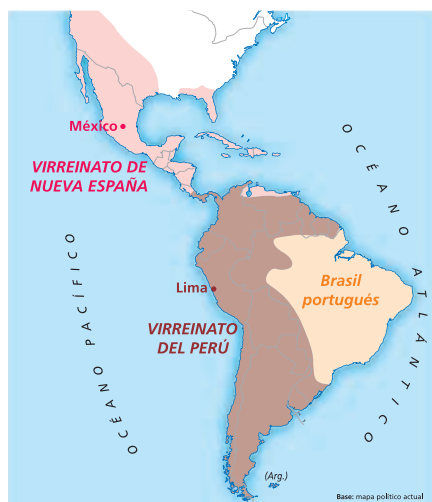 México
VIRREINATO DE
NUEVA ESPAÑA
OCÉANO ATLÁNTICO
OCÉANO PACÍFICO
Brasil
portugués
Lima
VIRREINATO
DEL PERÚ
(Arg.)
Base: mapa político actual